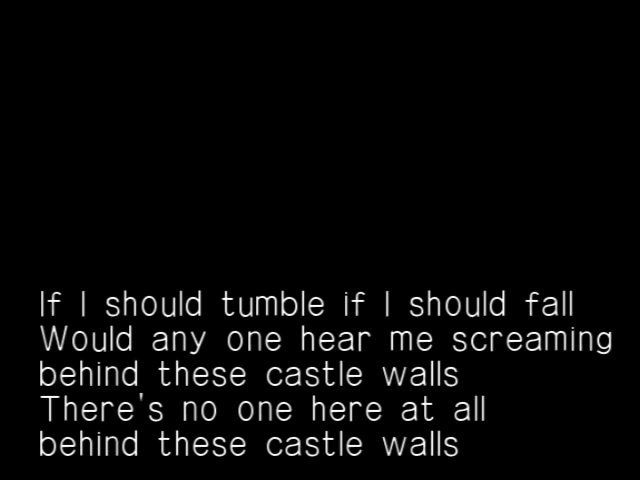 If I should tumble if I should fall
Would any one hear me screaming
behind these castle walls
There's no one here at all
behind these castle walls